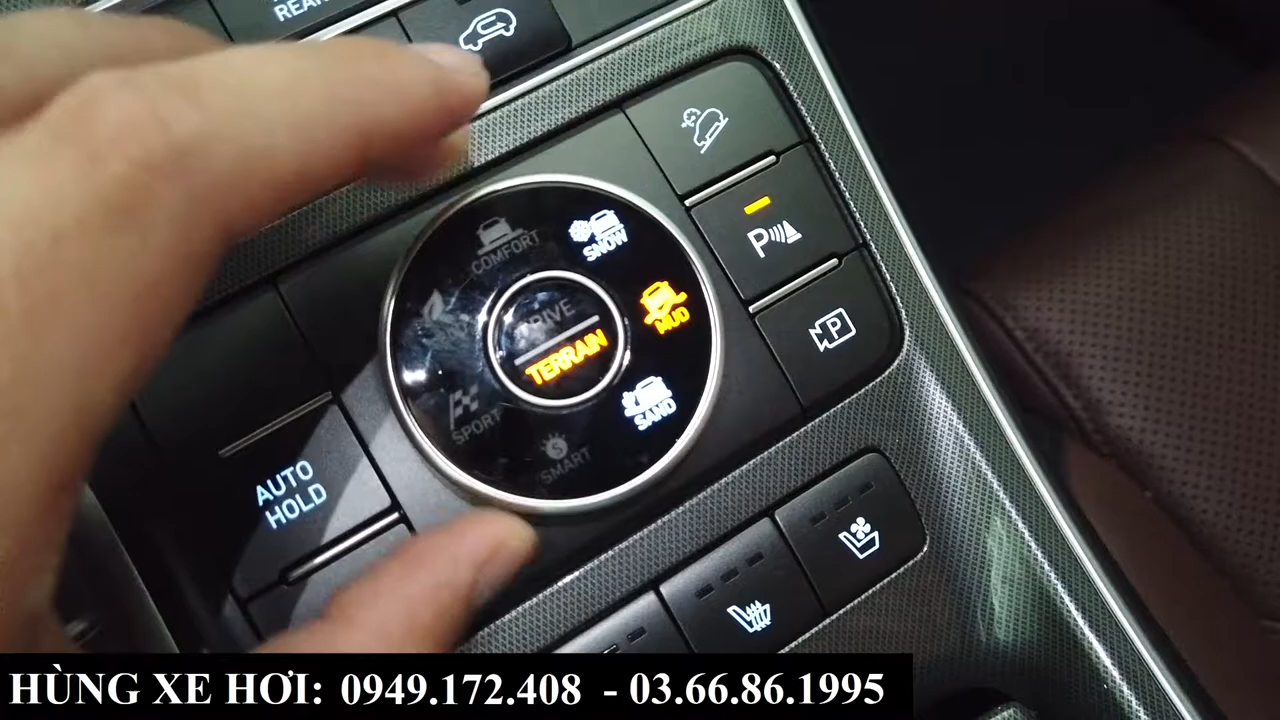 REAR
COMFORT
SNOW
DRIVE
TERRAIN
MUD
SPORT
SAND
SMART
P
P
AUTO
HOLD
HÙNG XE HƠI: 0949.172.408 - 03.66.86.1995